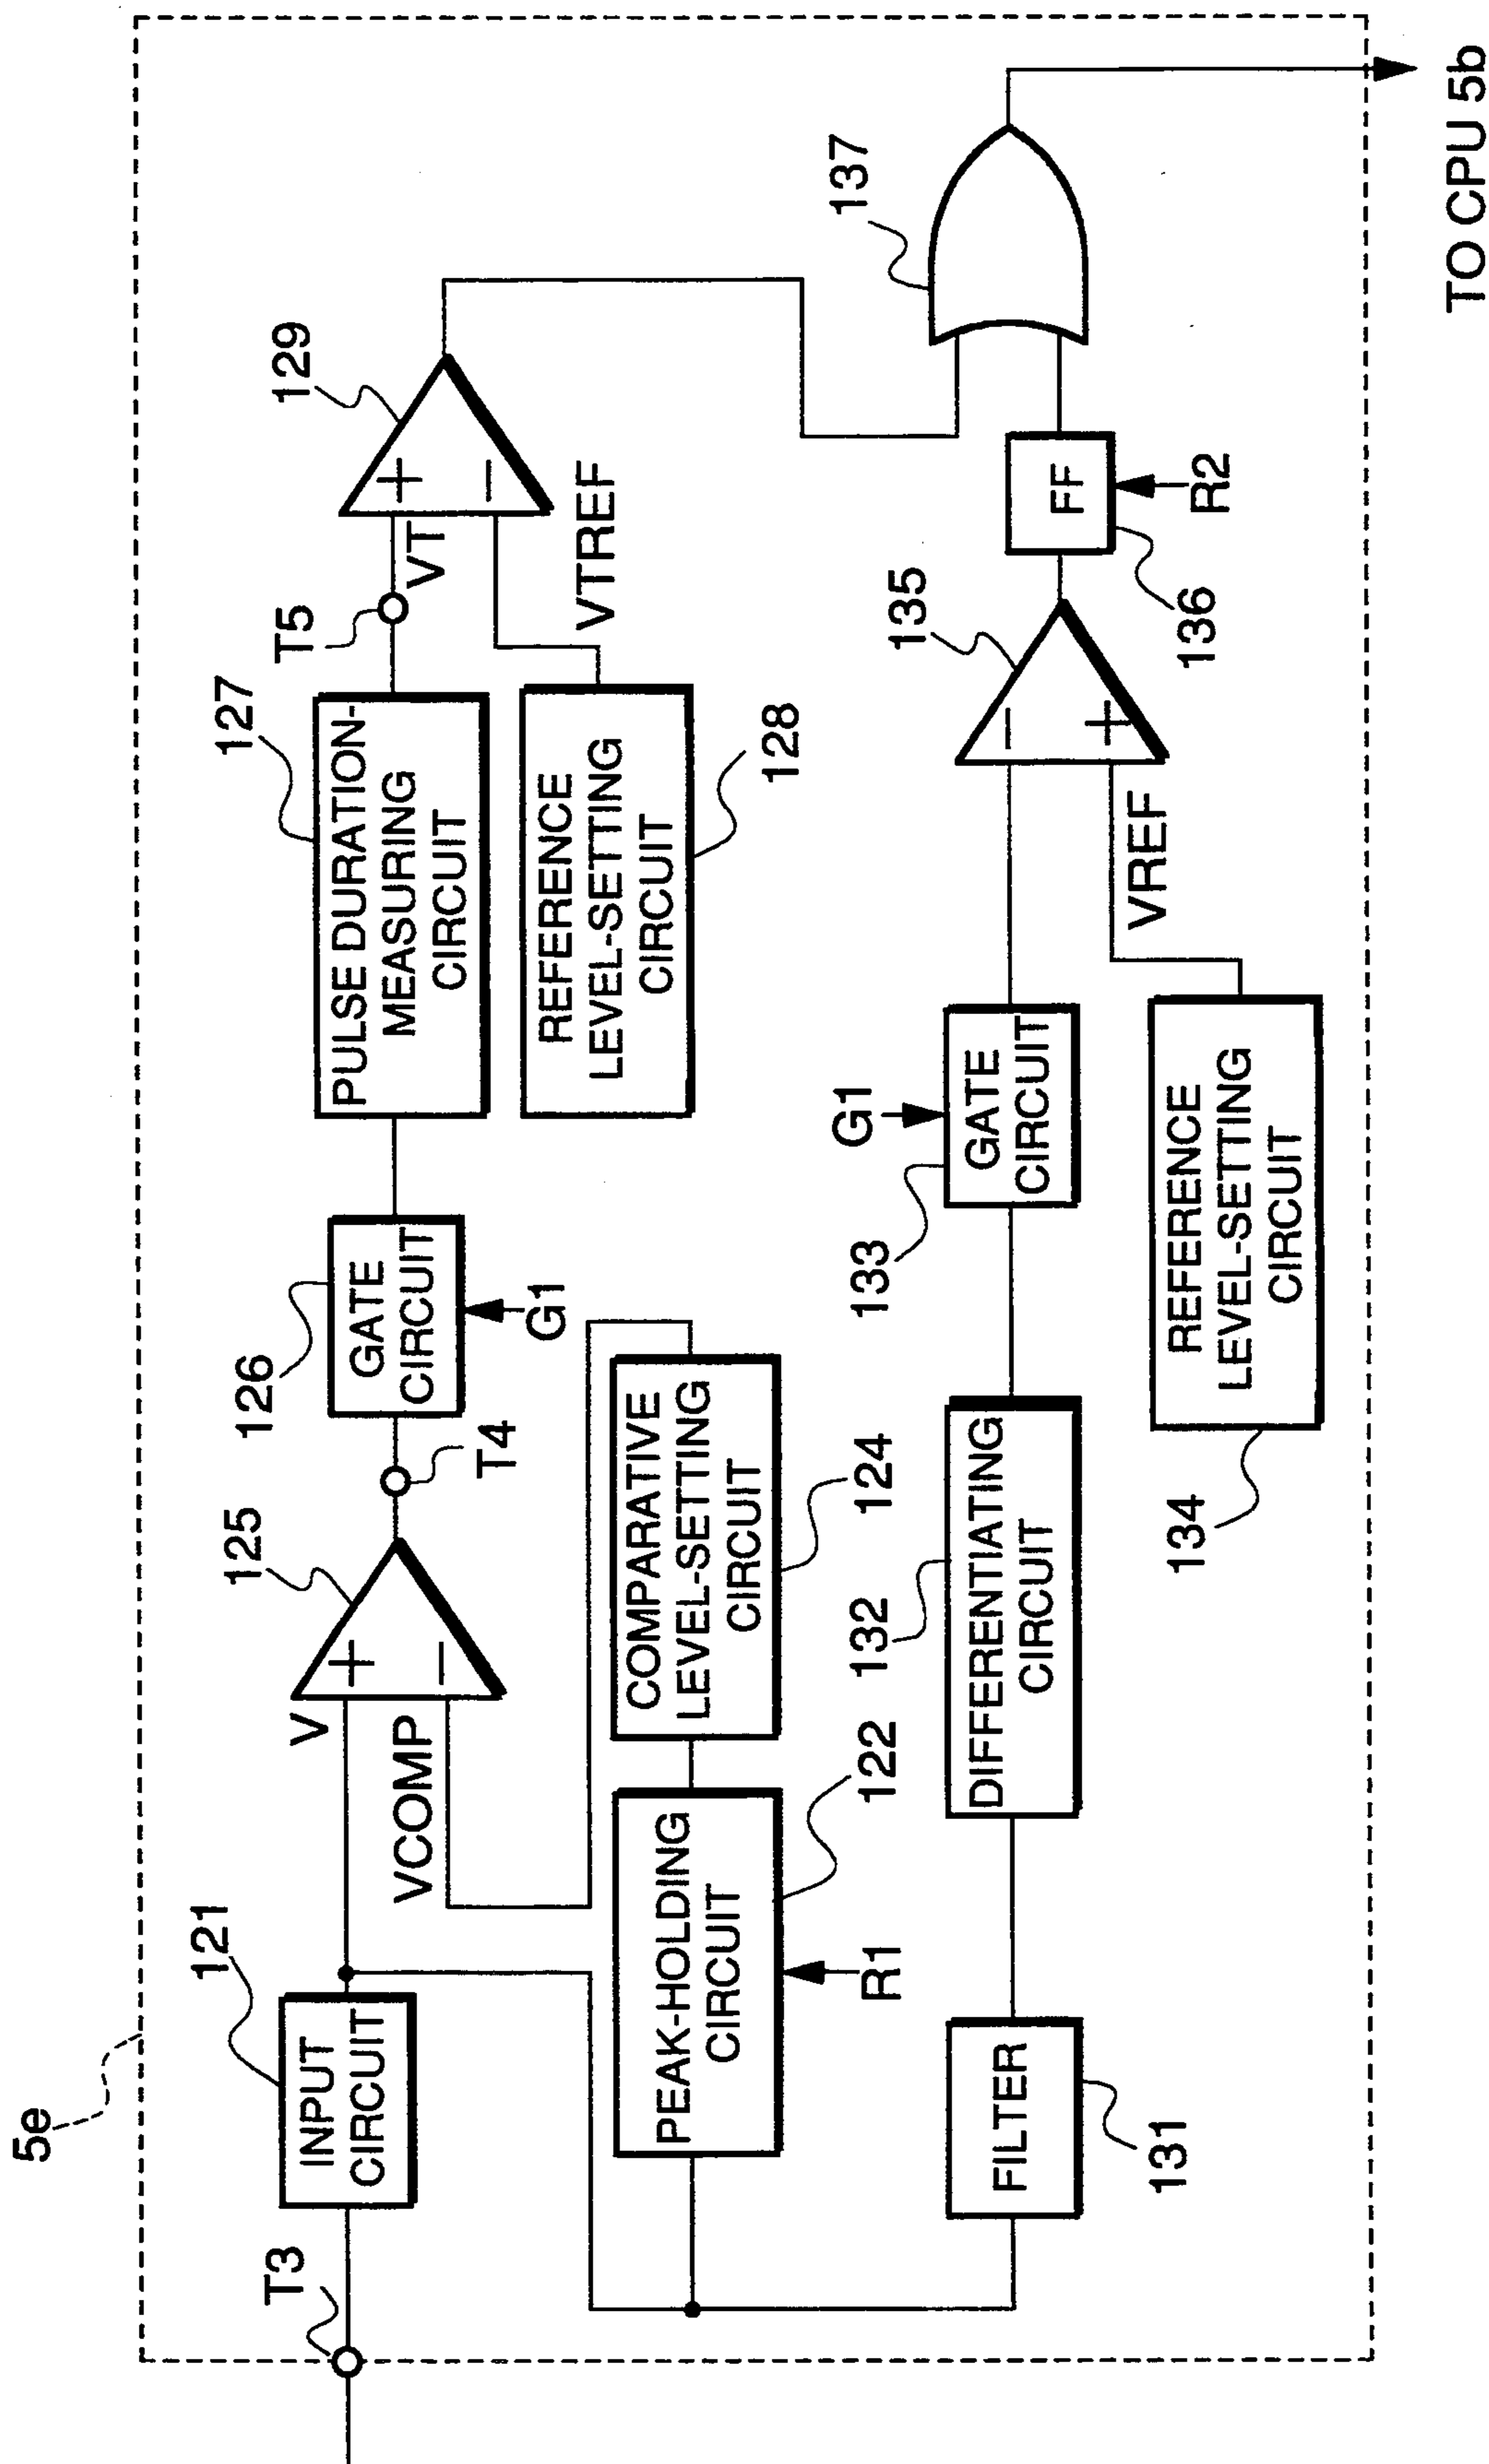 5e
T3
121
INPUT
CIRCUIT
V
VCOMP
125
T4
126
GATE
CIRCUIT
G1
127
PULSE DURATION-
MEASURING
CIRCUIT
T5
VT
129
VTREF
REFERENCE
LEVEL-SETTING
CIRCUIT
128
PEAK-HOLDING
CIRCUIT
122
R1
COMPARATIVE
LEVEL-SETTING
CIRCUIT
124
FILTER
131
132
DIFFERENTIATING
CIRCUIT
133
GATE
CIRCUIT
G1
134
REFERENCE
LEVEL-SETTING
CIRCUIT
VREF
135
FF
136
R2
137
TO CPU 5b